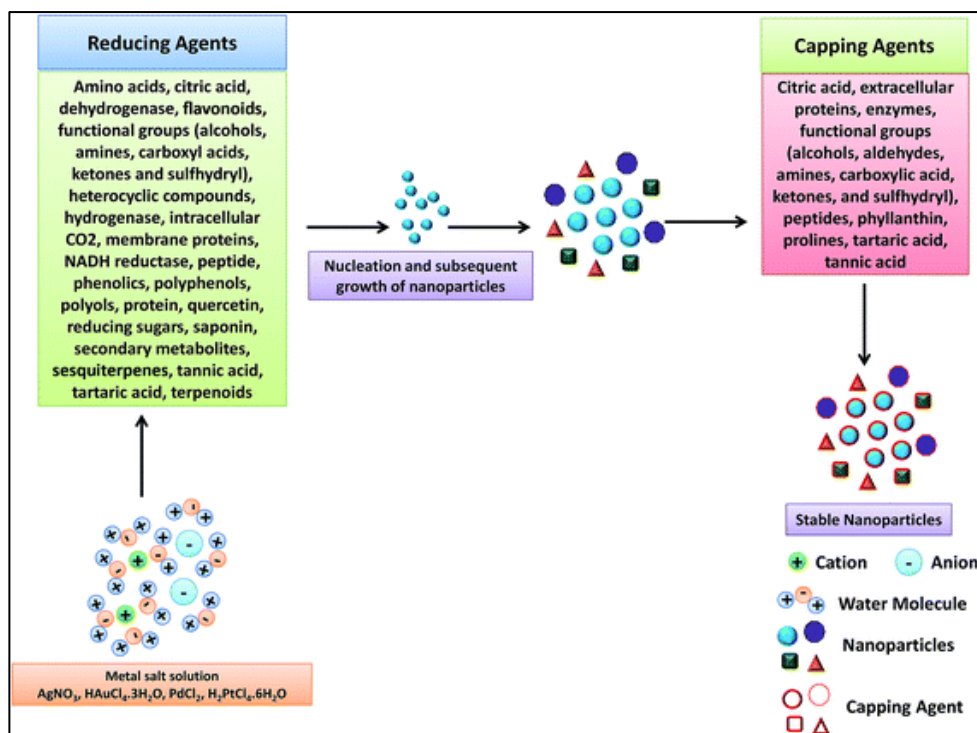 Reducing Agents
Amino acids, citric acid,
dehydrogenase, flavonoids,
functional groups (alcohols,
amines, carboxyl acids,
ketones and sulfhydryl),
heterocyclic compounds,
hydrogenase, intracellular
CO2, membrane proteins,
NADH reductase, peptide,
phenolics, polyphenols,
polyols, protein, quercetin,
reducing sugars, saponin,
secondary metabolites,
sesquiterpenes, tannic acid,
tartaric acid, terpenoids
Nucleation and subsequent
growth of nanoparticles
Capping Agents
Citric acid, extracellular
proteins, enzymes,
functional groups
(alcohols, aldehydes,
amines, carboxylic acid,
ketones, and sulfhydryl),
peptides, phyllanthin,
prolines, tartaric acid,
tannic acid
Stable Nanoparticles
+ Cation - Anion
+ - + Water Molecule
Nanoparticles
Capping Agent
Metal salt solution
AgNO₃, HAuCl₄.3H₂O, PdCl₂, H₂PtCl₄.6H₂O